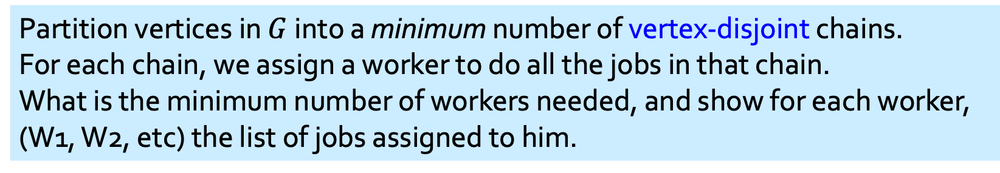 Partition vertices in G into a minimum number of vertex-disjoint chains.
For each chain, we assign a worker to do all the jobs in that chain.
What is the minimum number of workers needed, and show for each worker,
(W1, W2, etc) the list of jobs assigned to him.